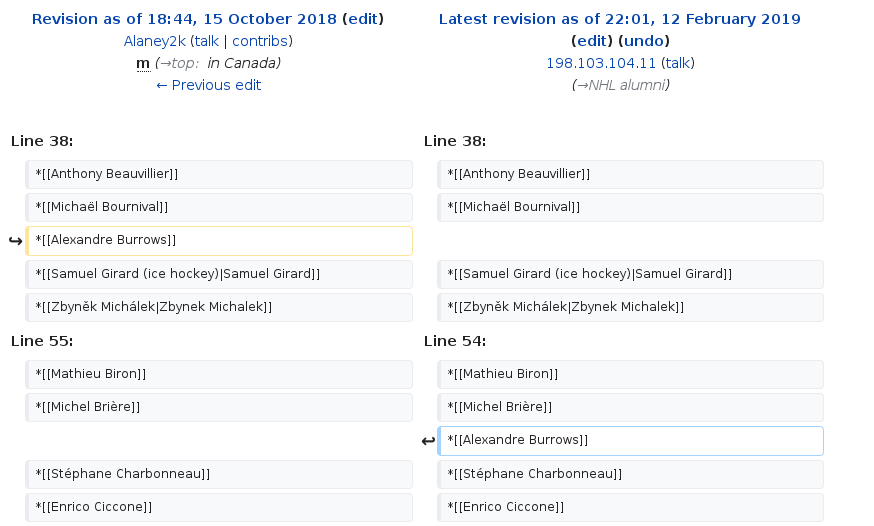 Revision as of 18:44, 15 October 2018 (edit)
Alaney2k (talk | contribs)
m (→top: in Canada)
← Previous edit
Latest revision as of 22:01, 12 February 2019
(edit) (undo)
198.103.104.11 (talk)
(→NHL alumni)
Line 38:
Line 38:
*[[Anthony Beauvillier]]
*[[Anthony Beauvillier]]
*[[Michaël Bournival]]
*[[Michaël Bournival]]
↪ *[[Alexandre Burrows]]
*[[Samuel Girard (ice hockey)|Samuel Girard]]
*[[Samuel Girard (ice hockey)|Samuel Girard]]
*[[Zbyněk Michálek|Zbynek Michalek]]
*[[Zbyněk Michálek|Zbynek Michalek]]
Line 55:
Line 54:
*[[Mathieu Biron]]
*[[Mathieu Biron]]
*[[Michel Brière]]
*[[Michel Brière]]
↩ *[[Alexandre Burrows]]
*[[Stéphane Charbonneau]]
*[[Stéphane Charbonneau]]
*[[Enrico Ciccone]]
*[[Enrico Ciccone]]